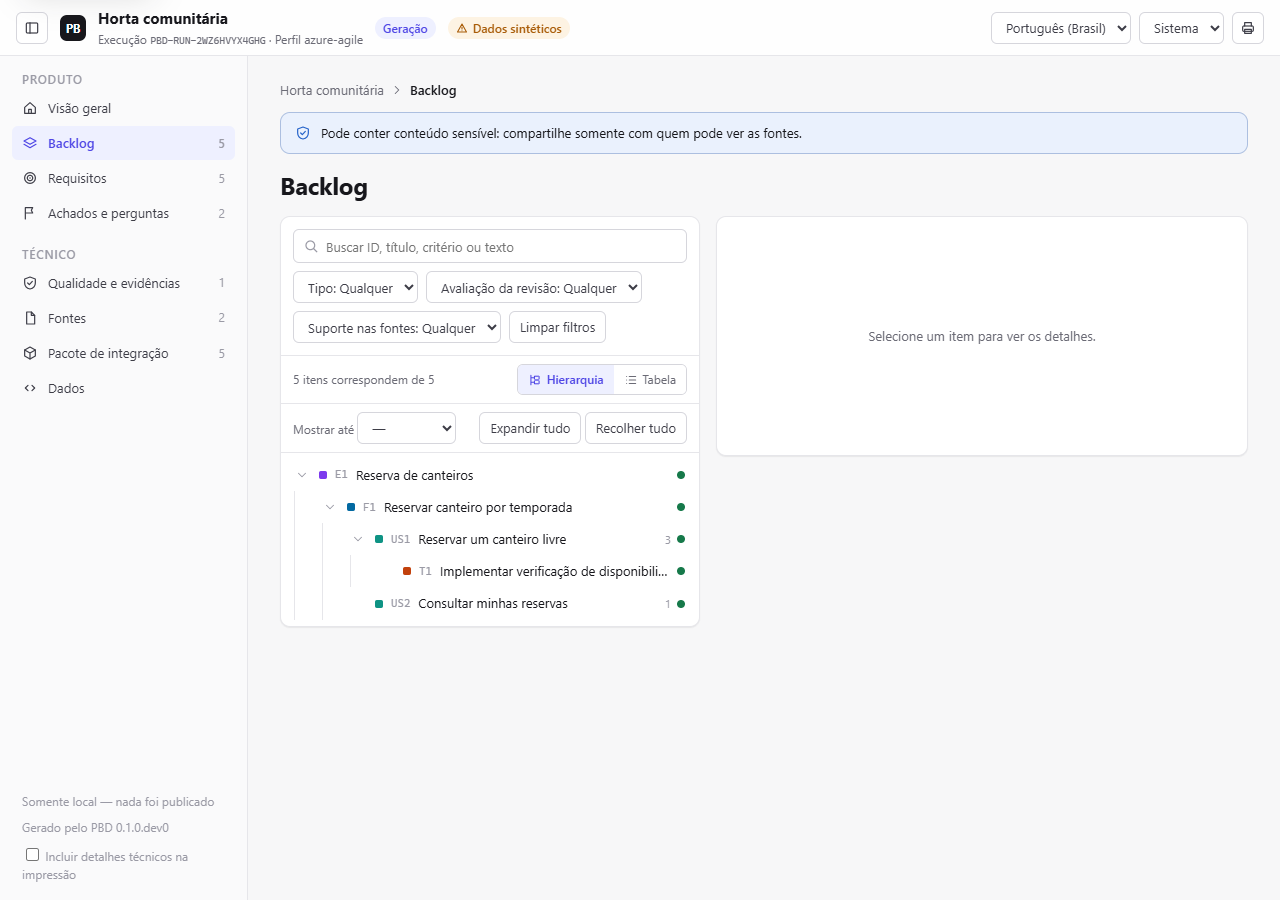 PB
Horta comunitária
Execução PBD-RUN-2WZ6HVYX4GHG · Perfil azure-agile
Geração
Dados sintéticos
Português (Brasil)
Sistema
PRODUTO
Visão geral
Backlog 5
Requisitos 5
Achados e perguntas 2
TÉCNICO
Qualidade e evidências 1
Fontes 2
Pacote de integração 5
Dados
Somente local — nada foi publicado
Gerado pelo PBD 0.1.0.dev0
Incluir detalhes técnicos na
impressão
Horta comunitária > Backlog
Pode conter conteúdo sensível: compartilhe somente com quem pode ver as fontes.
Backlog
Buscar ID, título, critério ou texto
Tipo: Qualquer
Avaliação da revisão: Qualquer
Suporte nas fontes: Qualquer
Limpar filtros
5 itens correspondem de 5
Hierarquia
Tabela
Mostrar até —
Expandir tudo
Recolher tudo
E1 Reserva de canteiros
F1 Reservar canteiro por temporada
US1 Reservar um canteiro livre 3
T1 Implementar verificação de disponibili...
US2 Consultar minhas reservas 1
Selecione um item para ver os detalhes.